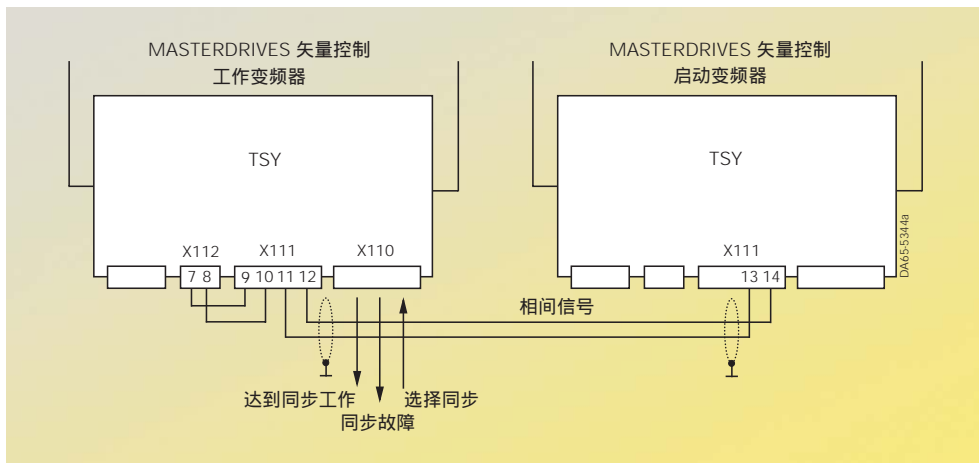 MASTERDRIVES 矢量控制
工作变频器
MASTERDRIVES 矢量控制
启动变频器
TSY
TSY
X112 X111 X110
7 8 9 10 11 12
X111
13 14
DA65-5344a
相间信号
达到同步工作
选择同步
同步故障